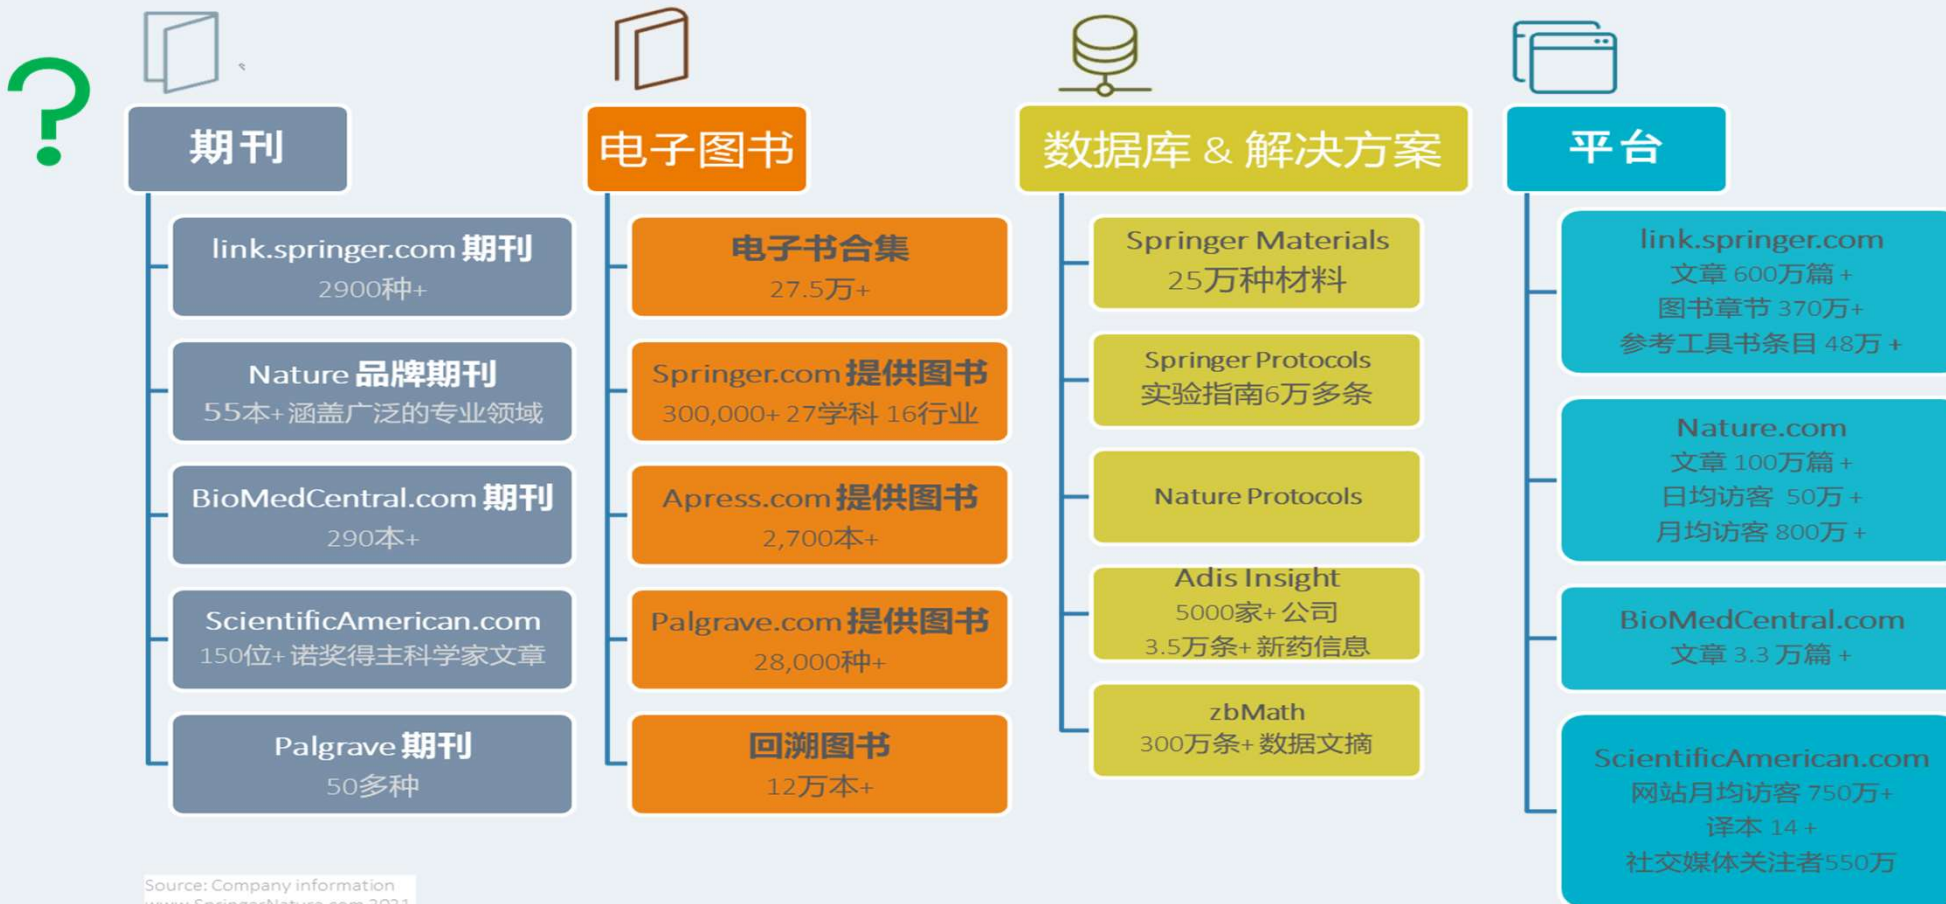 ?
期刊
link.springer.com 期刊
2900种+
Nature 品牌期刊
55本+ 涵盖广泛的专业领域
BioMedCentral.com 期刊
290本+
ScientificAmerican.com
150位+ 诺奖得主科学家文章
Palgrave 期刊
50多种
电子图书
电子书合集
27.5万+
Springer.com 提供图书
300,000+ 27学科 16行业
Apress.com 提供图书
2,700本+
Palgrave.com 提供图书
28,000种+
回溯图书
12万本+
数据库 & 解决方案
Springer Materials
25万种材料
Springer Protocols
实验指南6万多条
Nature Protocols
Adis Insight
5000家+ 公司
3.5万条+ 新药信息
zbMath
300万条+ 数据文摘
平台
link.springer.com
文章 600万篇 +
图书章节 370万+
参考工具书条目 48万 +
Nature.com
文章 100万篇 +
日均访客 50万 +
月均访客 800万 +
BioMedCentral.com
文章 3.3 万篇 +
ScientificAmerican.com
网站月均访客 750万+
译本 14 +
社交媒体关注者550万
Source: Company information
www.SpringerNature.com 2021